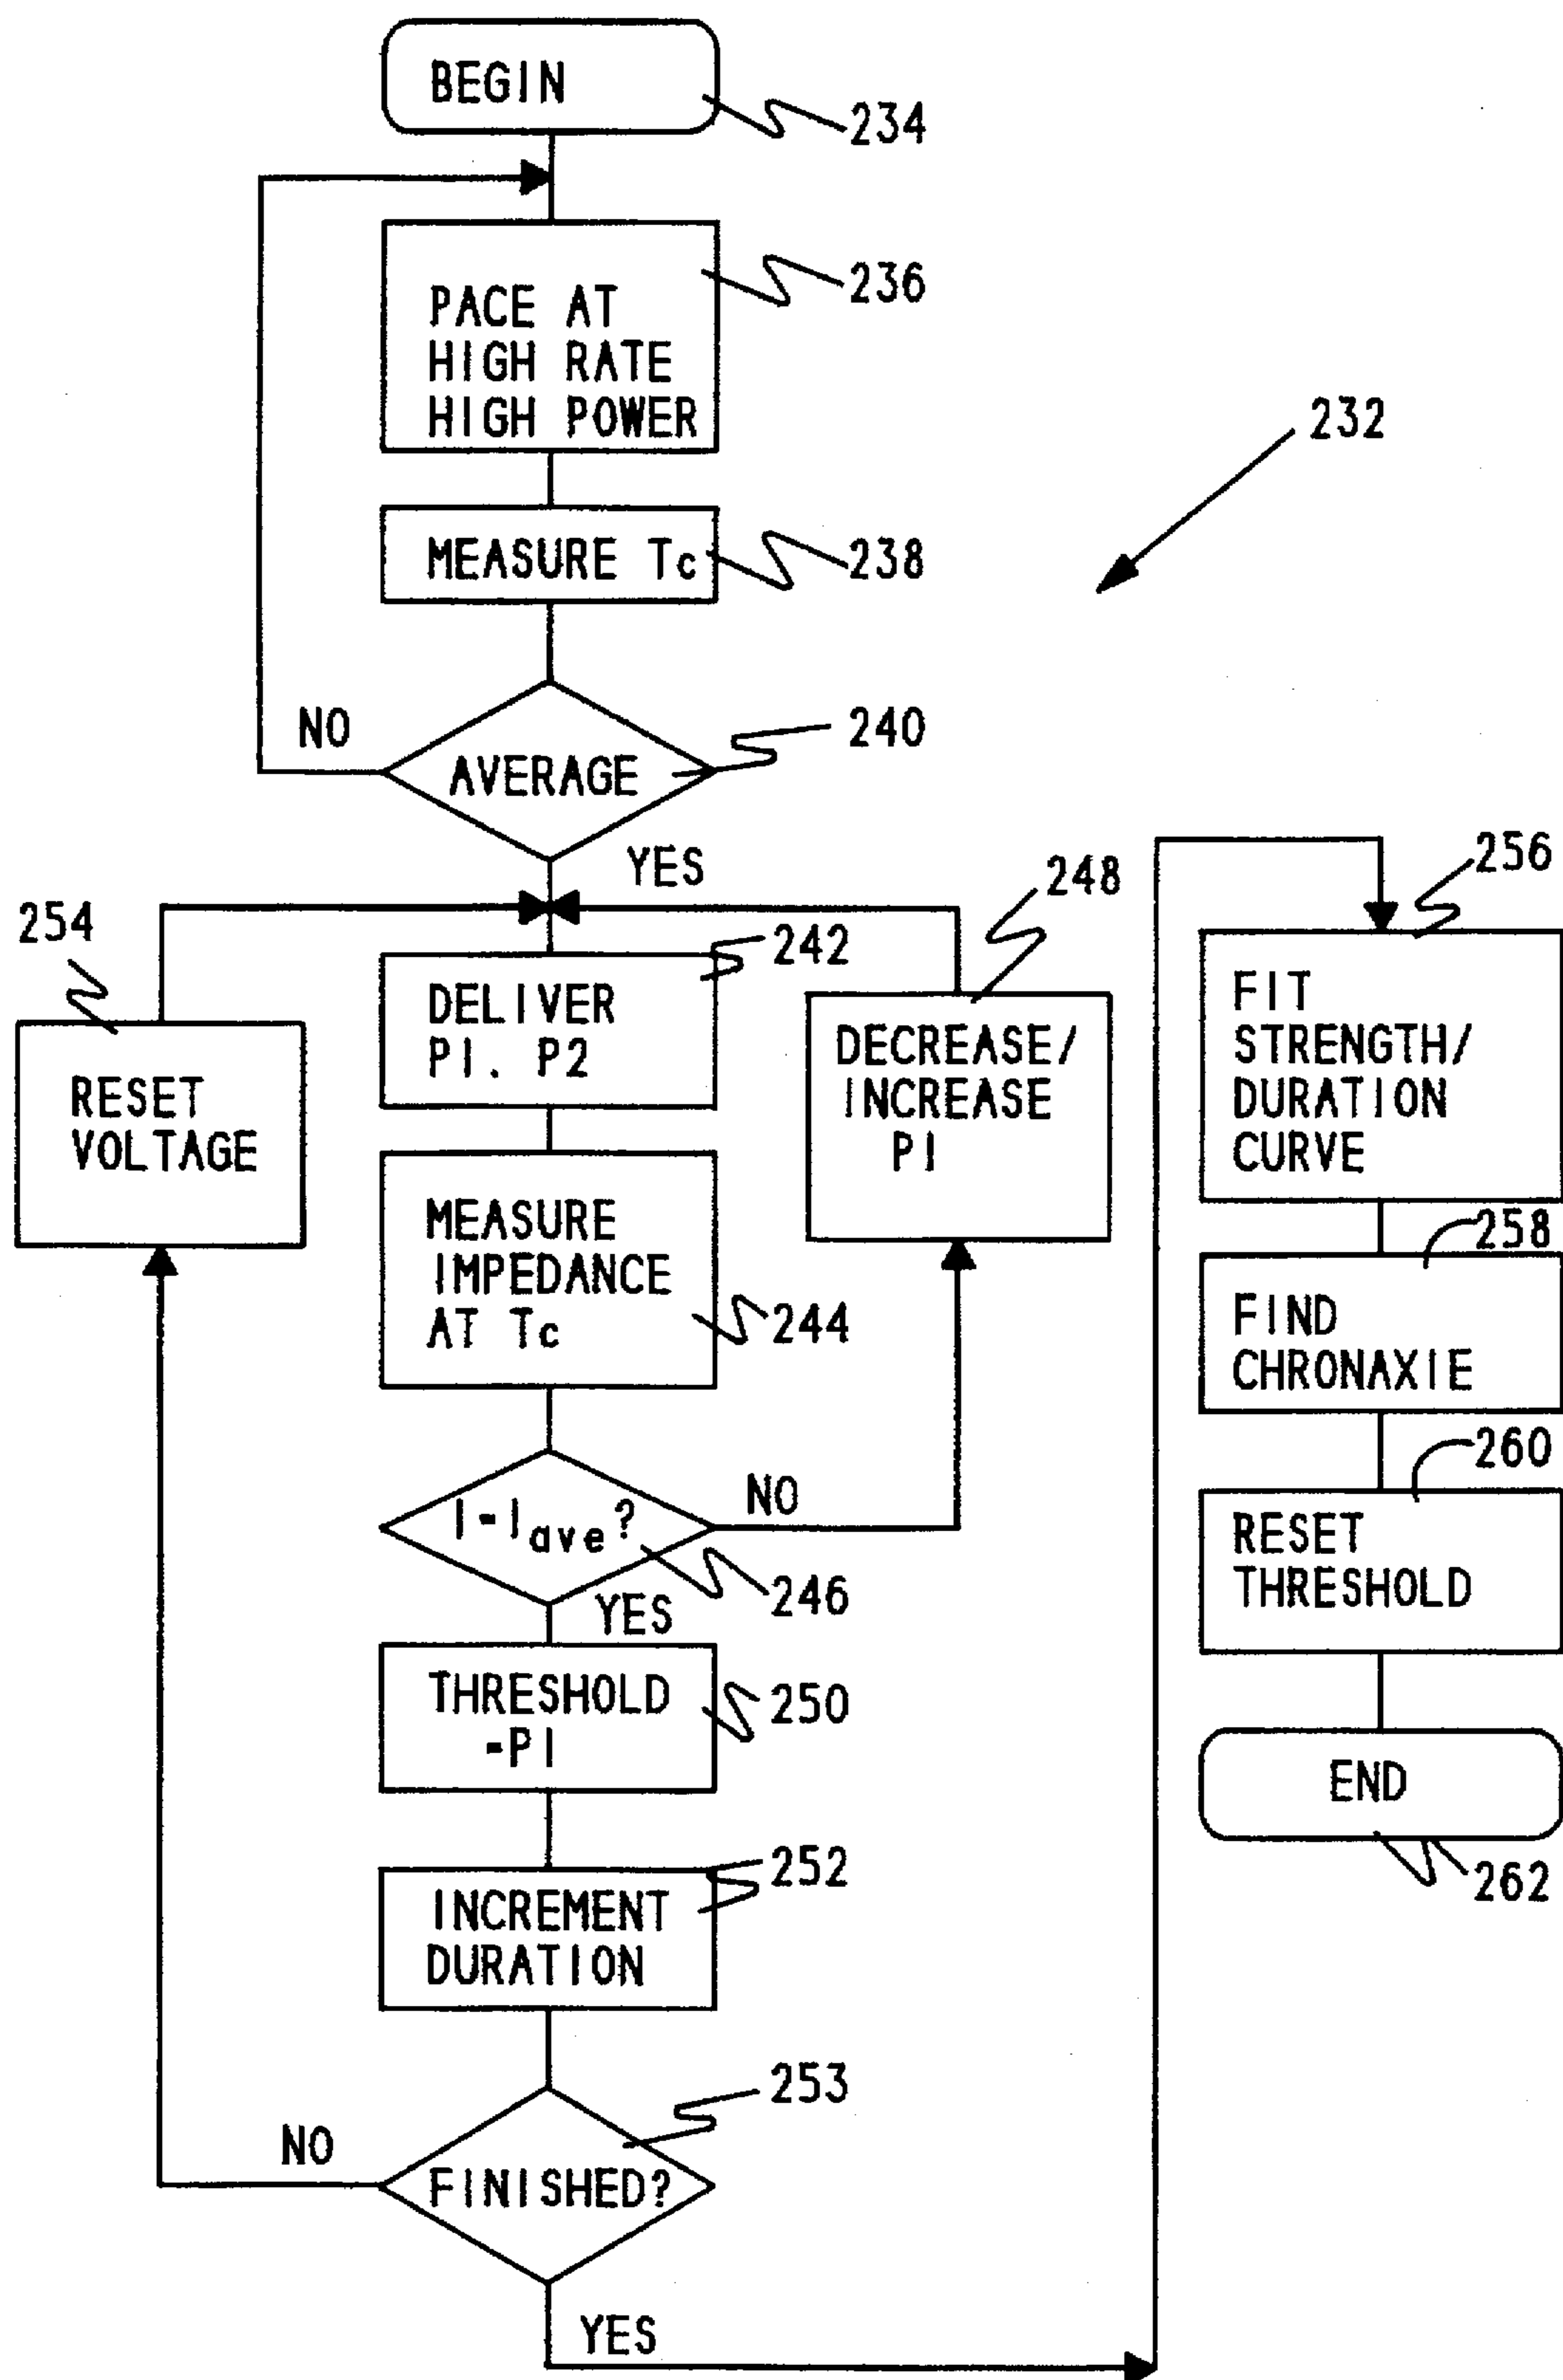 BEGIN
234
PACE AT
HIGH RATE
HIGH POWER
236
232
MEASURE Tc
238
NO
AVERAGE
240
YES
254
RESET
VOLTAGE
DELIVER
P1. P2
242
248
DECREASE/
INCREASE
P1
MEASURE
IMPEDANCE
AT Tc
244
I=Iave?
NO
246
YES
THRESHOLD
=P1
250
INCREMENT
DURATION
252
NO
FINISHED?
253
YES
256
FIT
STRENGTH/
DURATION
CURVE
258
FIND
CHRONAXIE
260
RESET
THRESHOLD
END
262